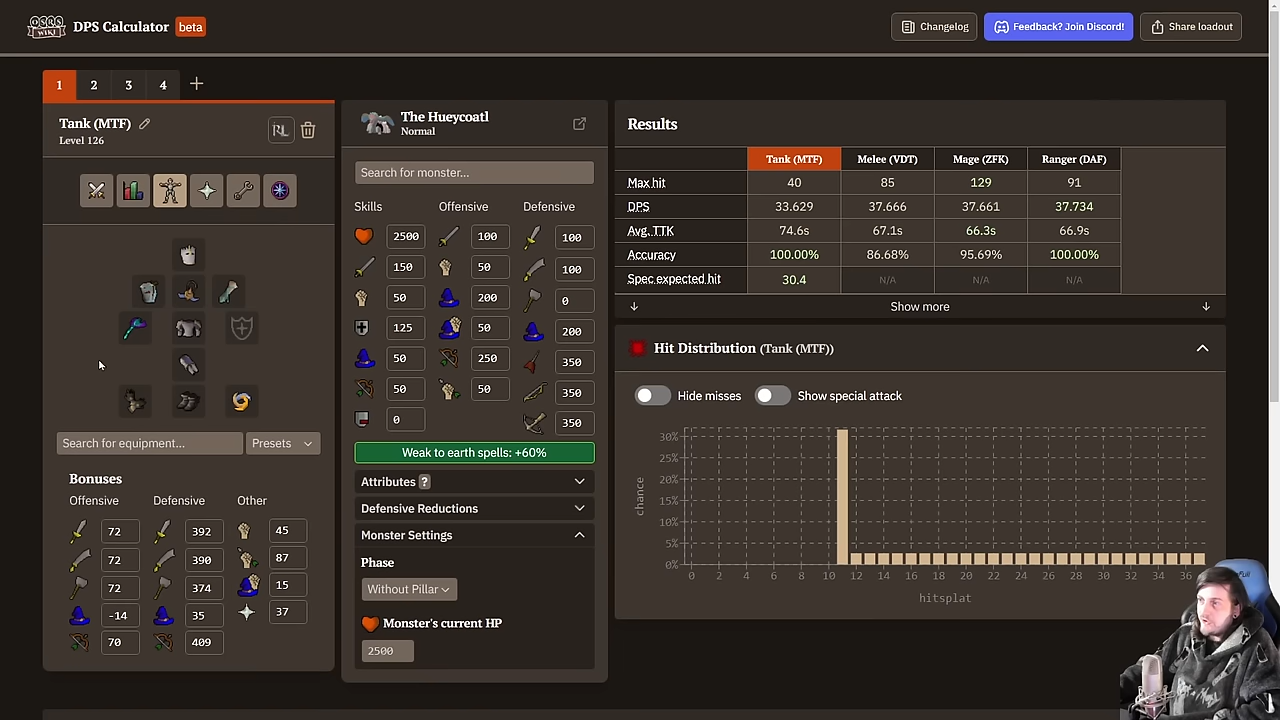 OSRS
WIKI
DPS Calculator beta
Changelog
Feedback? Join Discord!
Share loadout
1 2 3 4 +
Tank (MTF)
Level 126
RL
The Hueycoatl
Normal
Search for monster...
Skills Offensive Defensive
2500 100 100
150 50 100
50 200 0
125 50 200
50 250 350
50 50 350
0 350
Weak to earth spells: +60%
Attributes ?
Defensive Reductions
Monster Settings
Phase
Without Pillar
Monster's current HP
2500
Search for equipment...
Presets
Bonuses
Offensive Defensive Other
72 392 45
72 390 87
72 374 15
-14 35 37
70 409
Results
Tank (MTF) Melee (VDT) Mage (ZFK) Ranger (DAF)
Max hit 40 85 129 91
DPS 33.629 37.666 37.661 37.734
Avg. TTK 74.6s 67.1s 66.3s 66.9s
Accuracy 100.00% 86.68% 95.69% 100.00%
Spec expected hit 30.4 N/A N/A N/A
Show more
Hit Distribution (Tank (MTF))
Hide misses
Show special attack
30%
25%
20%
15%
10%
5%
0%
chance
0 2 4 6 8 10 12 14 16 18 20 22 24 26 28 30 32 34 36
hitsplat